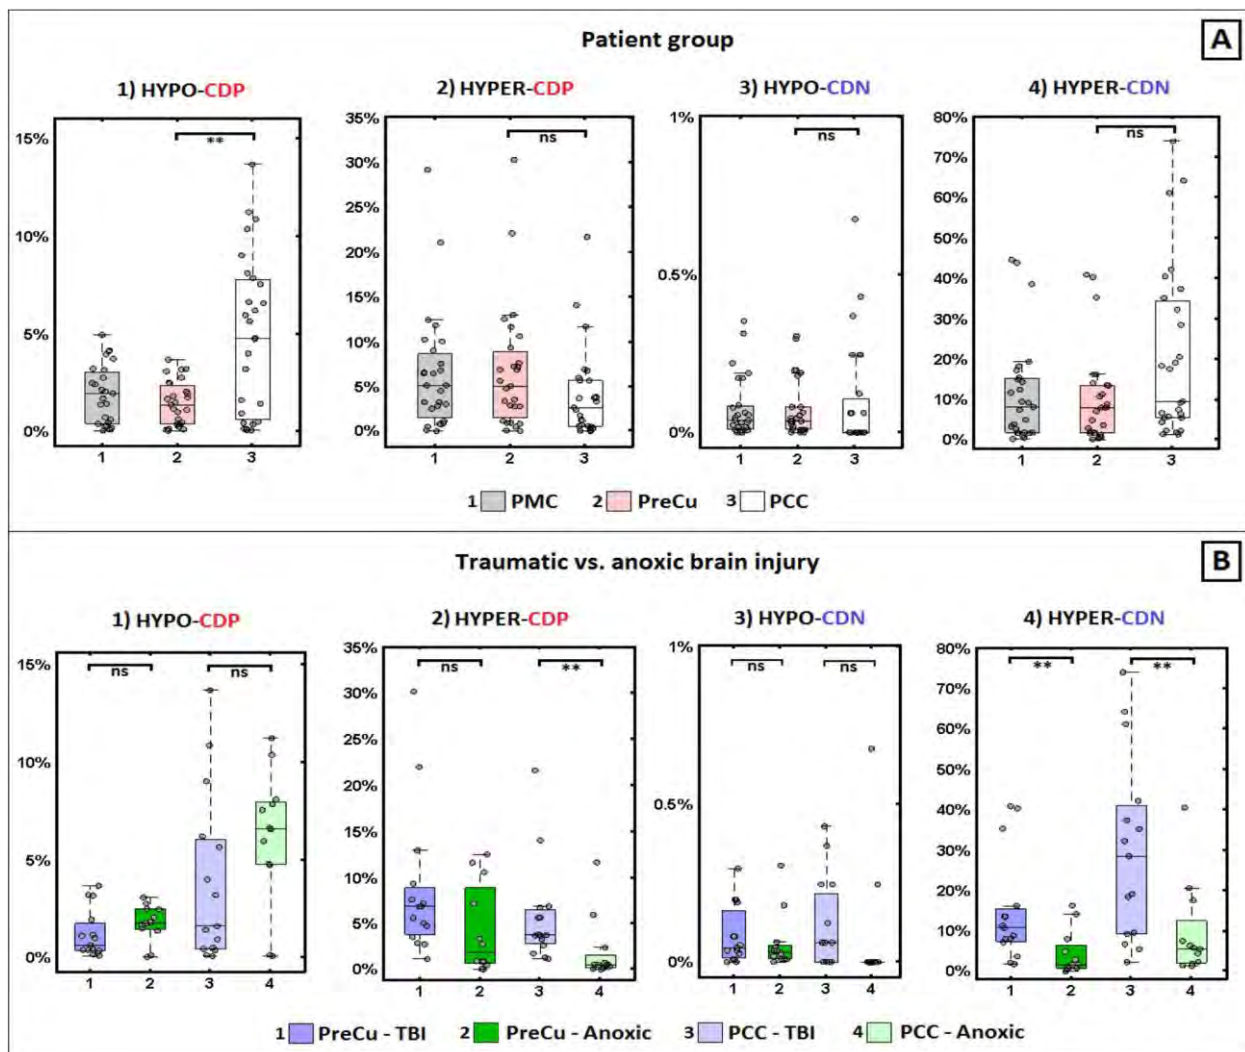 Patient group
A
1) HYPO-CDP
2) HYPER-CDP
3) HYPO-CDN
4) HYPER-CDN
15%
10%
5%
0%
**
1 2 3
35%
30%
25%
20%
15%
10%
5%
0%
ns
1 2 3
1%
0.5%
0%
ns
1 2 3
80%
70%
60%
50%
40%
30%
20%
10%
0%
ns
1 2 3
1 PMC 2 PreCu 3 PCC
Traumatic vs. anoxic brain injury
B
1) HYPO-CDP
2) HYPER-CDP
3) HYPO-CDN
4) HYPER-CDN
15%
10%
5%
0%
ns ns
1 2 3 4
35%
30%
25%
20%
15%
10%
5%
0%
ns **
1 2 3 4
1%
0.5%
0%
ns ns
1 2 3 4
80%
70%
60%
50%
40%
30%
20%
10%
0%
** **
1 2 3 4
1 PreCu - TBI 2 PreCu - Anoxic 3 PCC - TBI 4 PCC - Anoxic